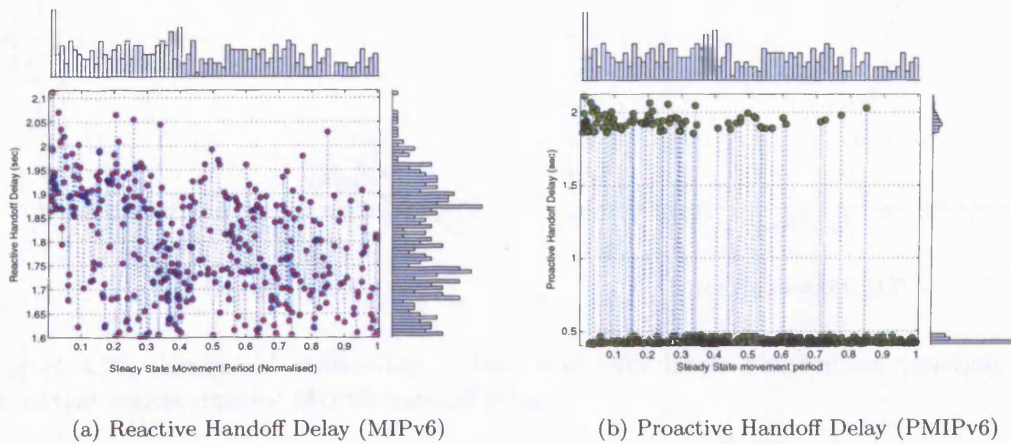 2.1
2.05
2
1.95
1.9
1.85
1.8
1.75
1.7
1.65
1.6
Reactive Handoff Delay (sec)
0.1 0.2 0.3 0.4 0.5 0.6 0.7 0.8 0.9 1
Steady State Movement Period (Normalised)
(a) Reactive Handoff Delay (MIPv6)
2
1.5
1
0.5
Proactive Handoff Delay (sec)
0.1 0.2 0.3 0.4 0.5 0.6 0.7 0.8 0.9 1
Steady State movement period
(b) Proactive Handoff Delay (PMIPv6)